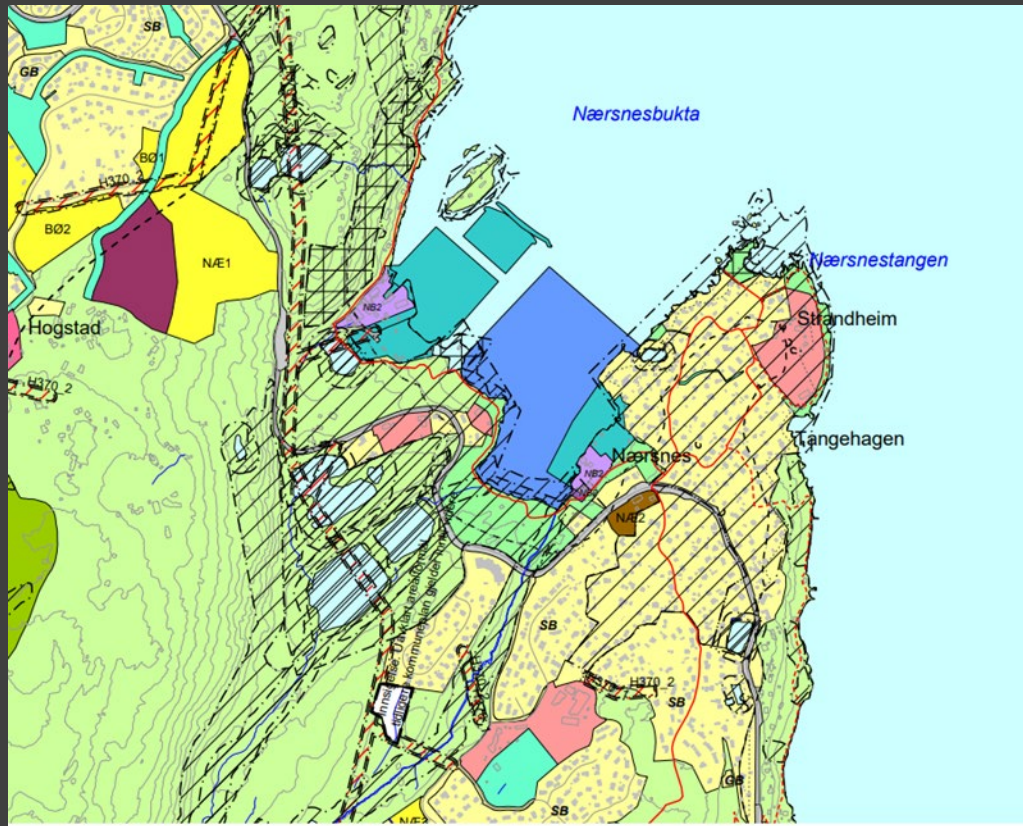 SB
GB
Nærsnesbukta
BØ1
H370_2
BØ2
NÆ1
Nærsnestangen
NB2
Strandheim
Hogstad
H370_2
Tangehagen
Nærsnes
NB2
NÆ2
SB
H370_2
SB
GB
SB